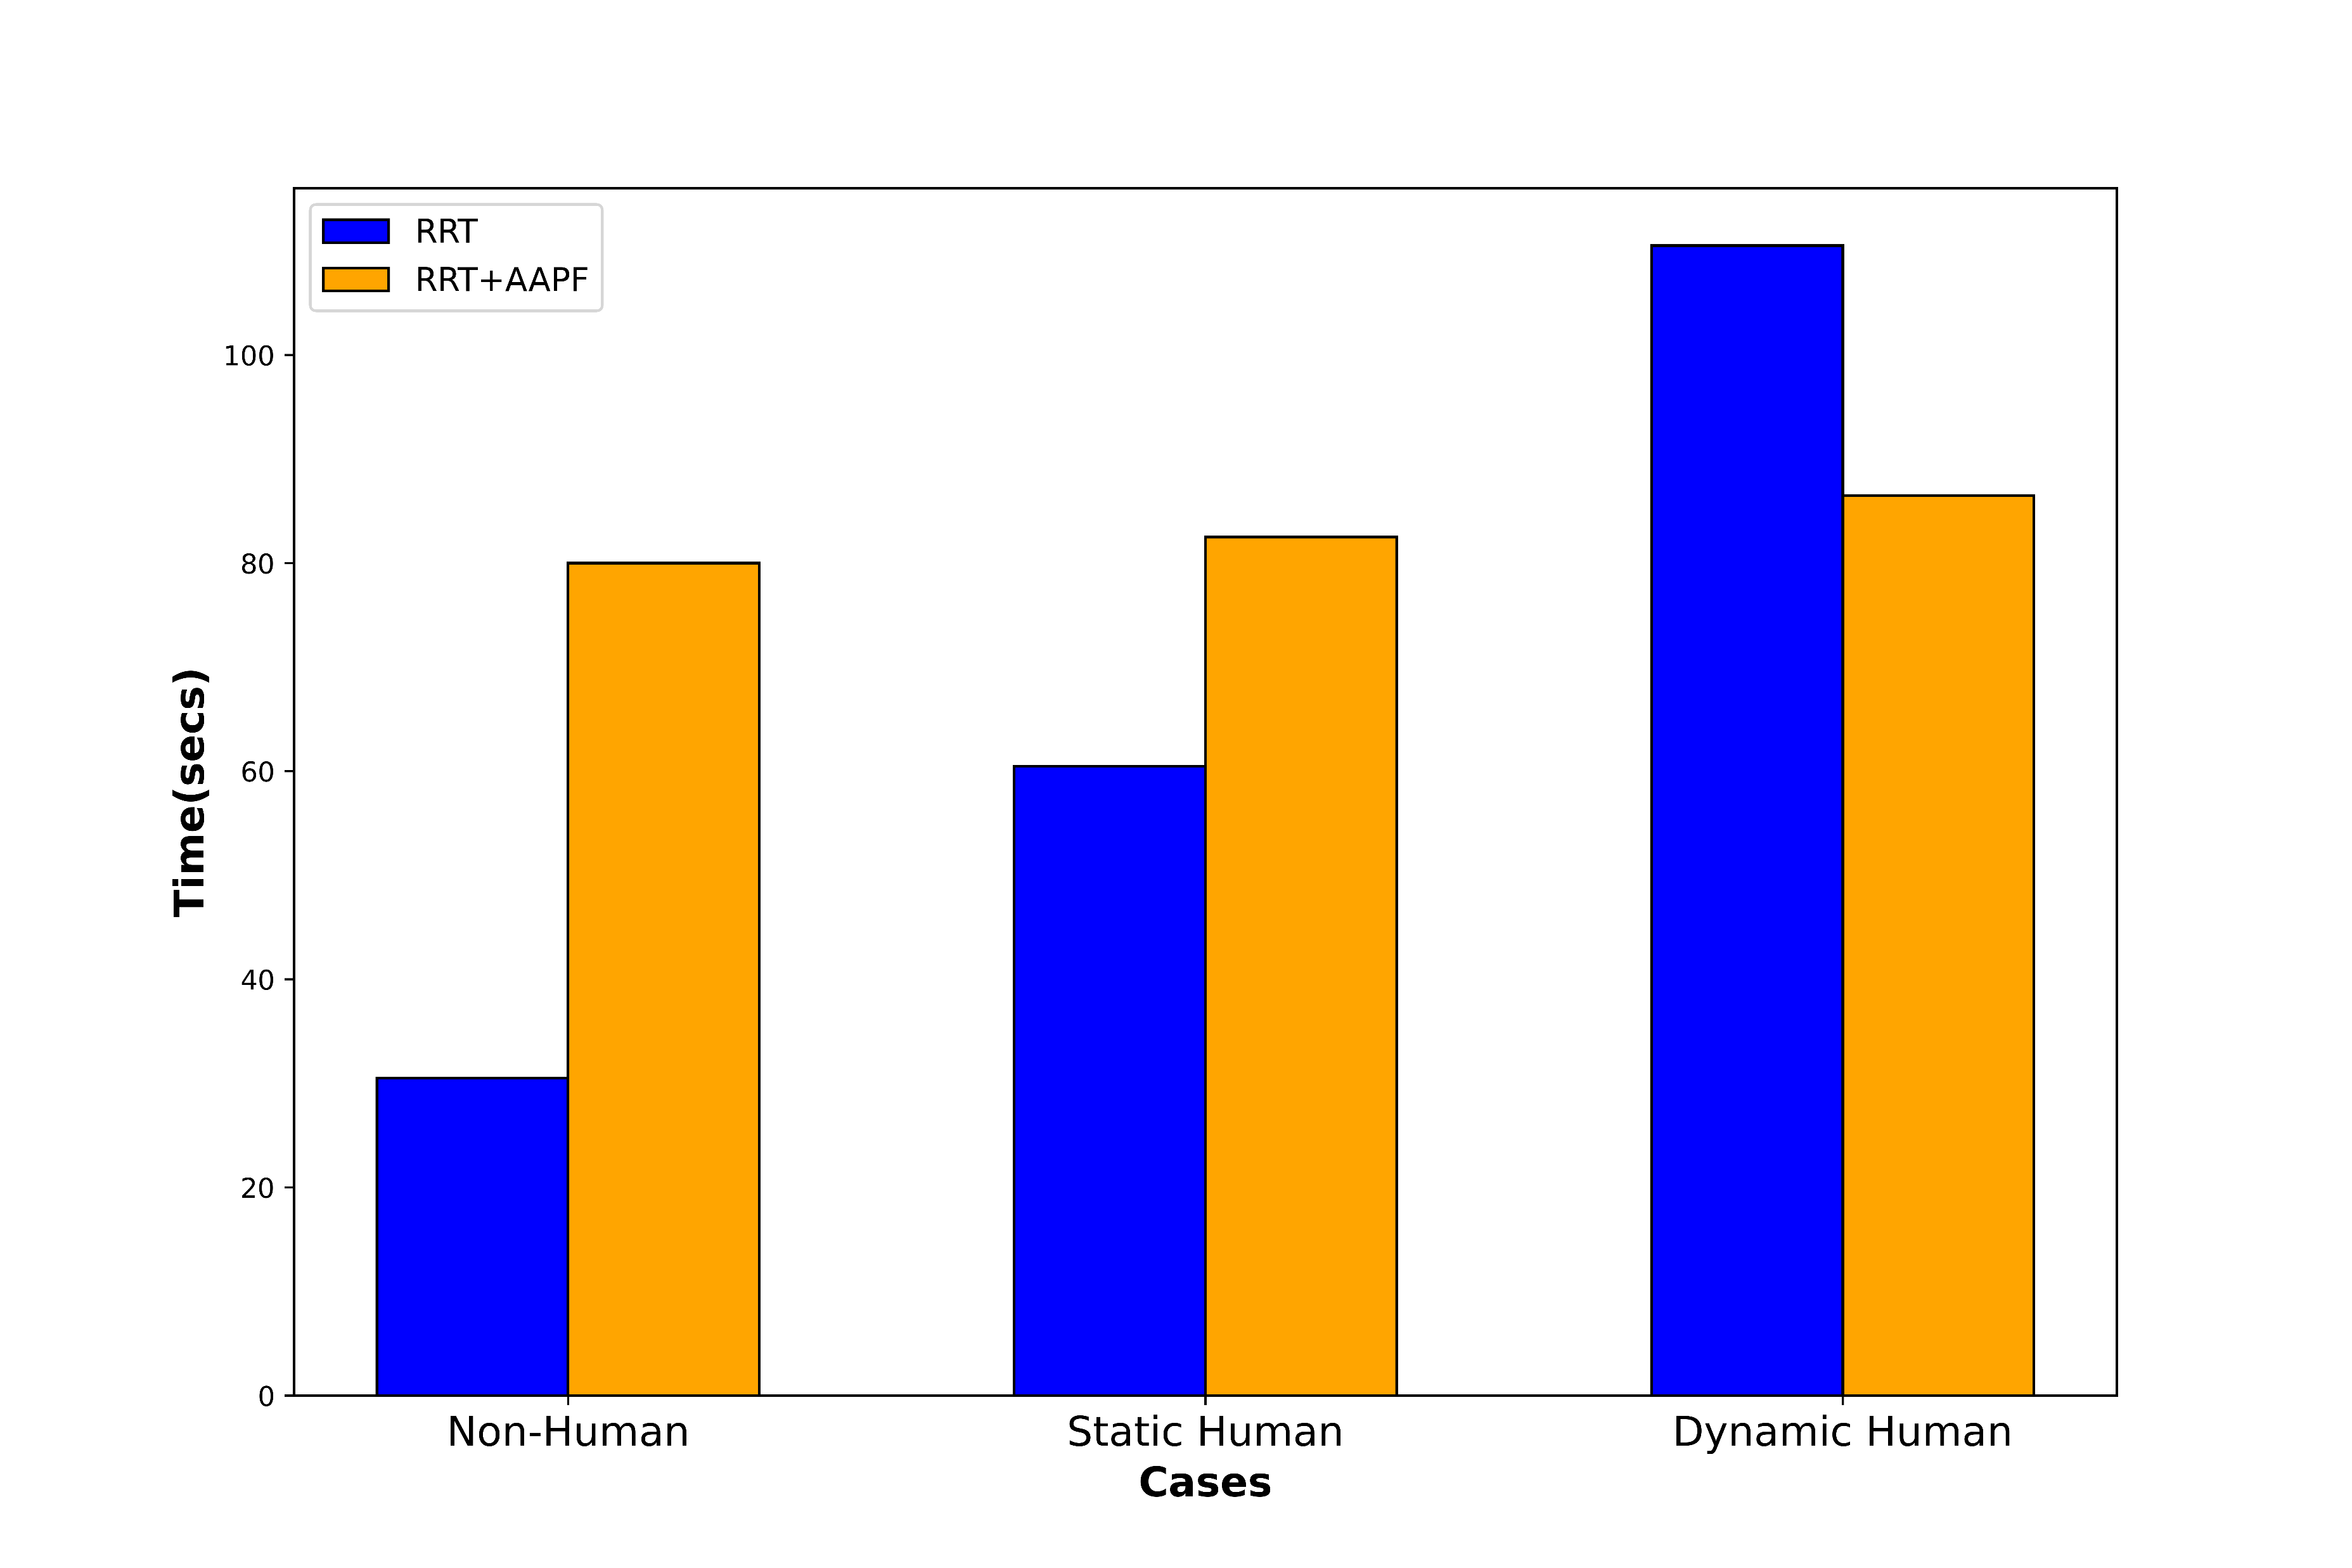 RRT
RRT+AAPF
100
80
60
40
20
0
Time(secs)
Non-Human Static Human Dynamic Human
Cases